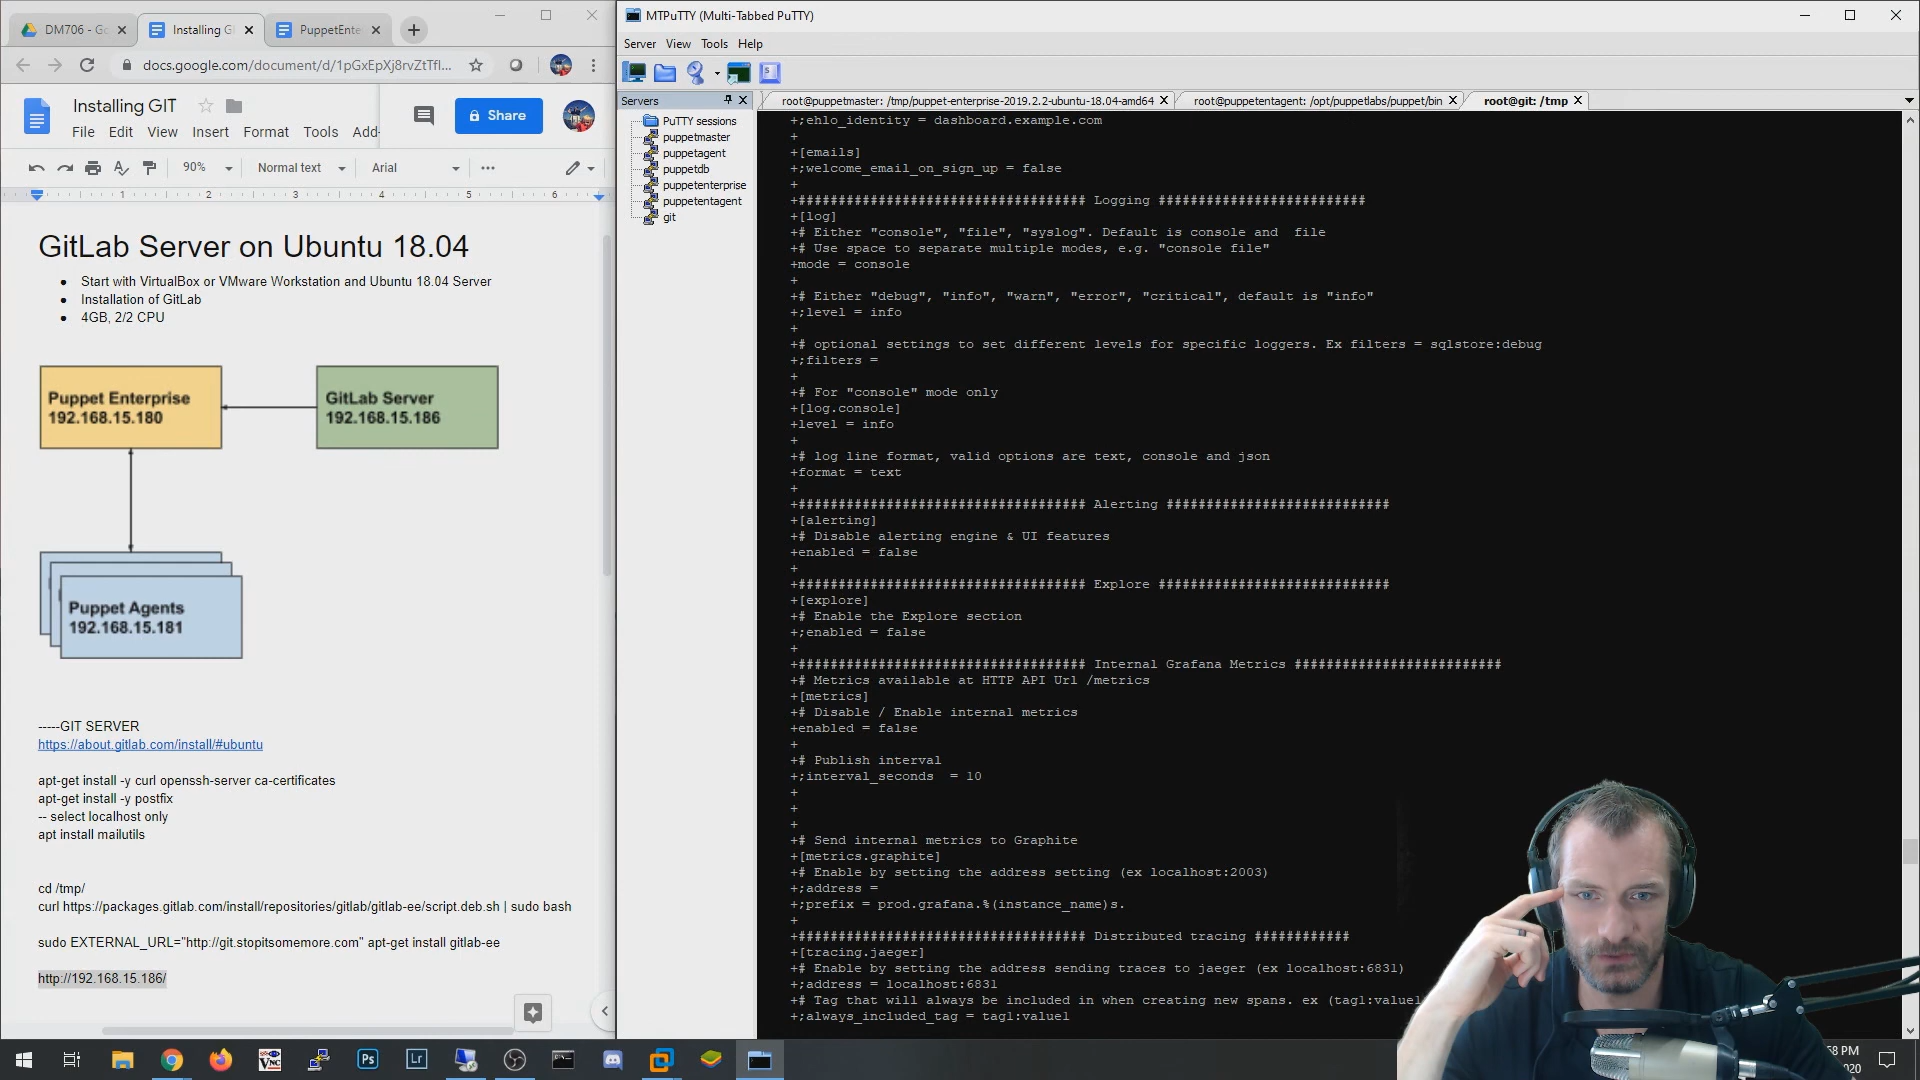 DM706 - Go
Installing G
PuppetEnte
docs.google.com/document/d/1pGxEpXj8rvZtTfl...
Installing GIT
File Edit View Insert Format Tools Add-
Share
90% Normal text Arial
1 2 3 4 5 6
GitLab Server on Ubuntu 18.04
● Start with VirtualBox or VMware Workstation and Ubuntu 18.04 Server
● Installation of GitLab
● 4GB, 2/2 CPU
Puppet Enterprise
192.168.15.180
GitLab Server
192.168.15.186
Puppet Agents
192.168.15.181
-----GIT SERVER
https://about.gitlab.com/install/#ubuntu
apt-get install -y curl openssh-server ca-certificates
apt-get install -y postfix
-- select localhost only
apt install mailutils
cd /tmp/
curl https://packages.gitlab.com/install/repositories/gitlab/gitlab-ee/script.deb.sh | sudo bash
sudo EXTERNAL_URL="http://git.stopitsomemore.com" apt-get install gitlab-ee
http://192.168.15.186/
MTPuTTY (Multi-Tabbed PuTTY)
Server View Tools Help
Servers
PuTTY sessions
puppetmaster
puppetagent
puppetdb
puppetenterprise
puppetentagent
git
root@puppetmaster: /tmp/puppet-enterprise-2019.2.2-ubuntu-18.04-amd64
root@puppetentagent: /opt/puppetlabs/puppet/bin
root@git: /tmp
+;ehlo_identity = dashboard.example.com
+
+[emails]
+;welcome_email_on_sign_up = false
+
+#################################### Logging ##########################
+[log]
+# Either "console", "file", "syslog". Default is console and  file
+# Use space to separate multiple modes, e.g. "console file"
+mode = console
+
+# Either "debug", "info", "warn", "error", "critical", default is "info"
+;level = info
+
+# optional settings to set different levels for specific loggers. Ex filters = sqlstore:debug
+;filters =
+
+# For "console" mode only
+[log.console]
+level = info
+
+# log line format, valid options are text, console and json
+format = text
+
+#################################### Alerting ############################
+[alerting]
+# Disable alerting engine & UI features
+enabled = false
+
+#################################### Explore #############################
+[explore]
+# Enable the Explore section
+;enabled = false
+
+#################################### Internal Grafana Metrics ##########################
+# Metrics available at HTTP API Url /metrics
+[metrics]
+# Disable / Enable internal metrics
+enabled = false
+
+# Publish interval
+;interval_seconds  = 10
+
+
+
+# Send internal metrics to Graphite
+[metrics.graphite]
+# Enable by setting the address setting (ex localhost:2003)
+;address =
+;prefix = prod.grafana.%(instance_name)s.
+
+#################################### Distributed tracing ############
+[tracing.jaeger]
+# Enable by setting the address sending traces to jaeger (ex localhost:6831)
+;address = localhost:6831
+# Tag that will always be included in when creating new spans. ex (tag1:value1
+;always_included_tag = tag1:value1
Ps
Lr
VNC
:58 PM
020